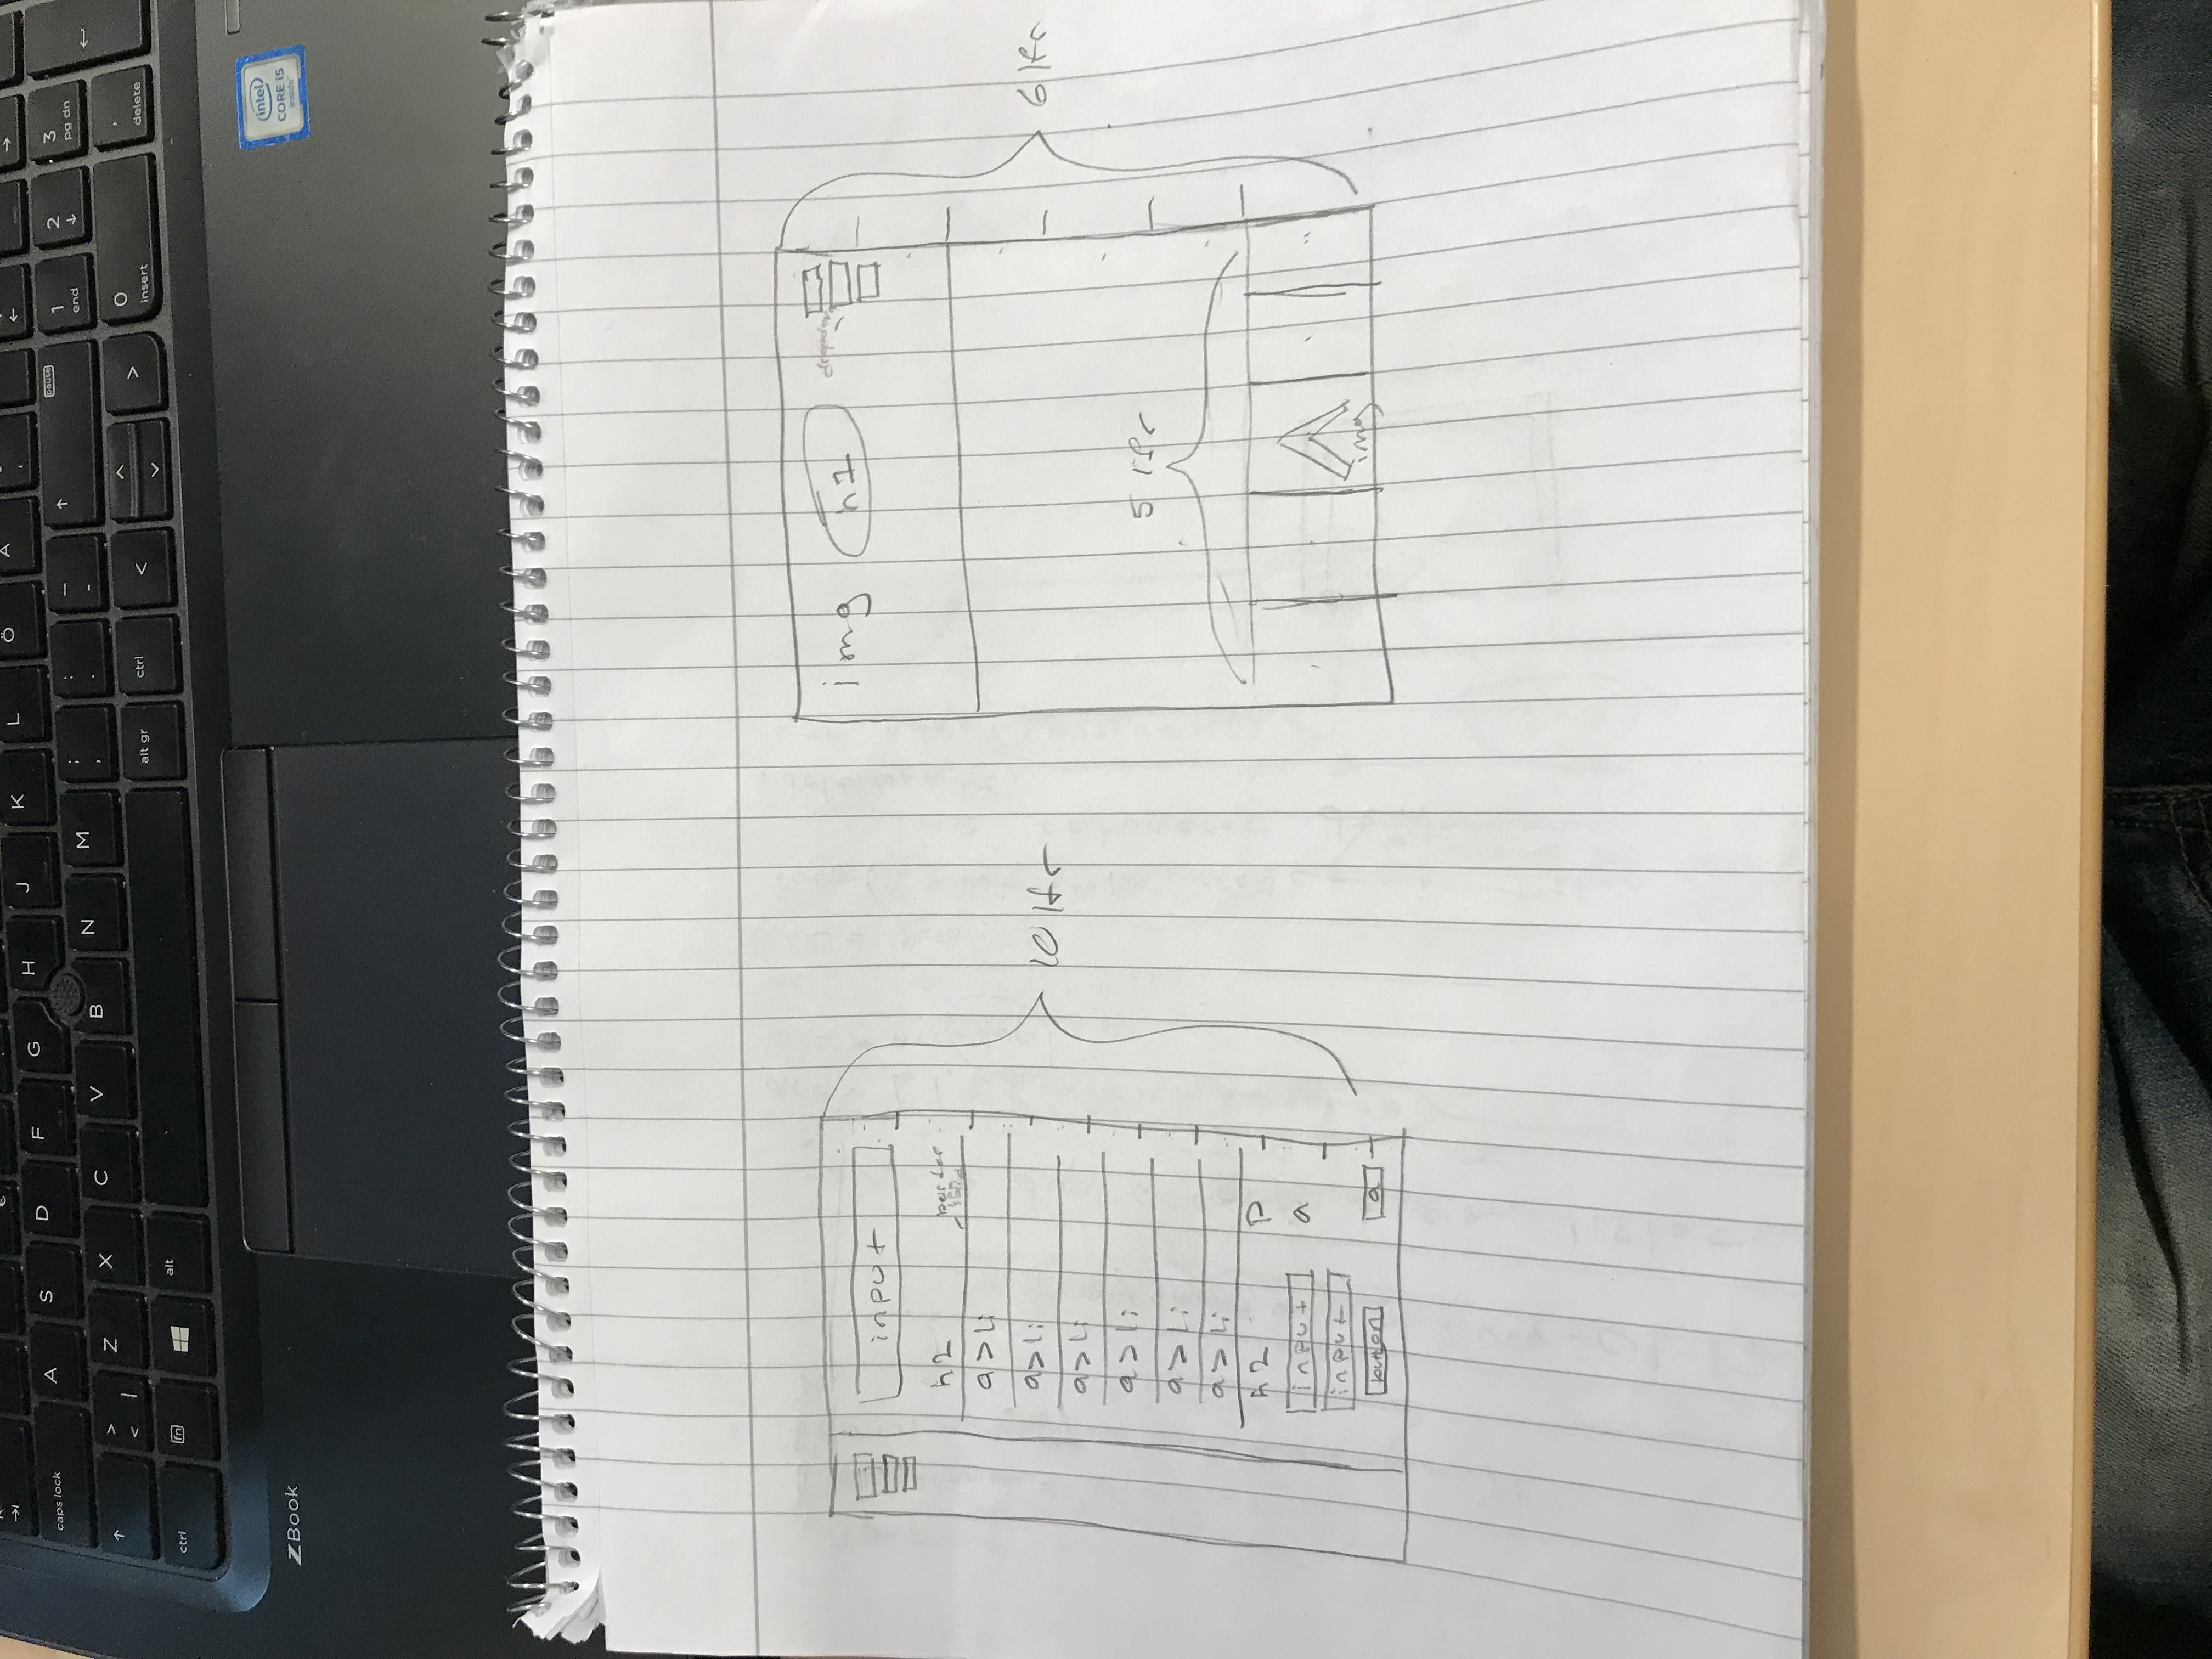 caps lock A S D F G H J K L Ö Ä
pause
1 end 2 3 pg dn
> < | Z X C V B N M ; , : . _ -
0 insert , delete
ctrl fn alt alt gr ctrl < >
ZBook
intel
CORE i5
inside
input
h2 border
a>li
a>li
a>li
a>li
a>li
a>li
h2 P
input a
input
button a
10 1fr
img h1 dropdown
5 1fr
img
6 1fr